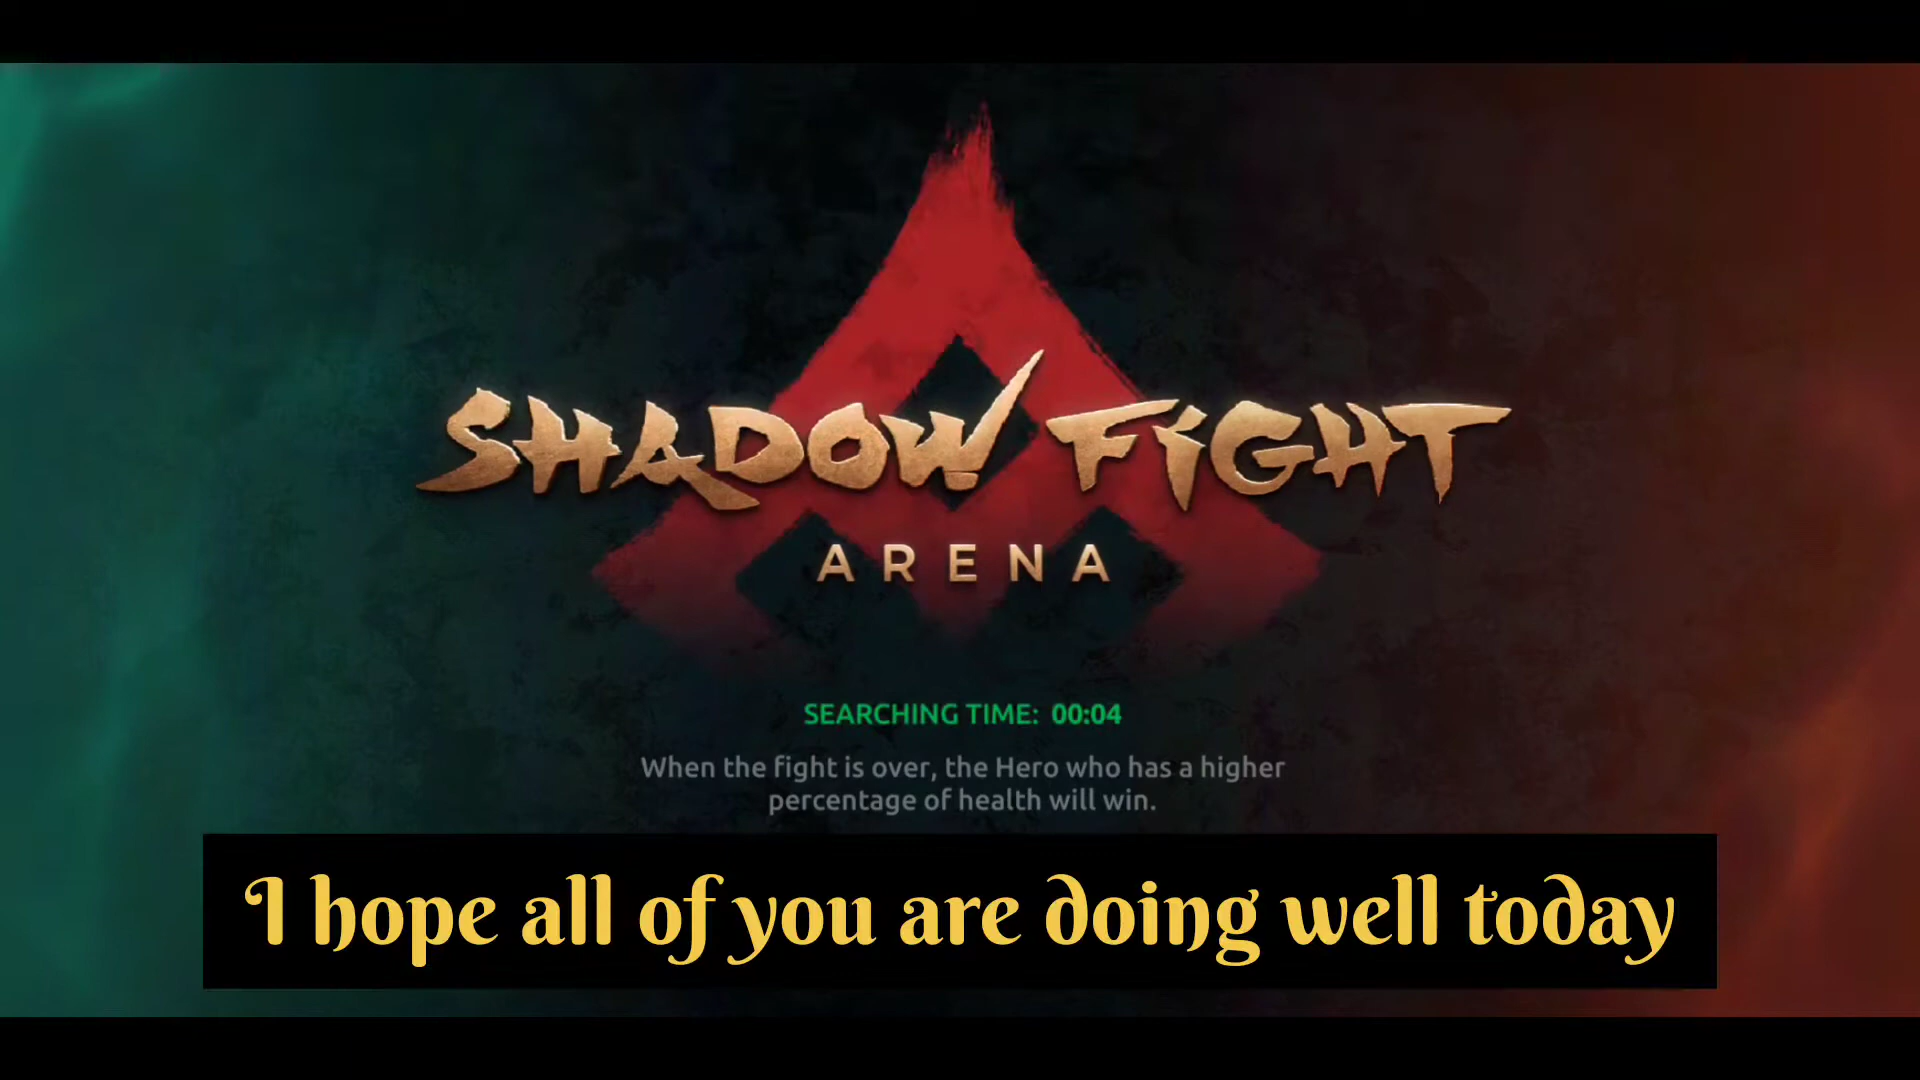 SHADOW FIGHT
ARENA
SEARCHING TIME: 00:04
When the fight is over, the Hero who has a higher
percentage of health will win.
I hope all of you are doing well today